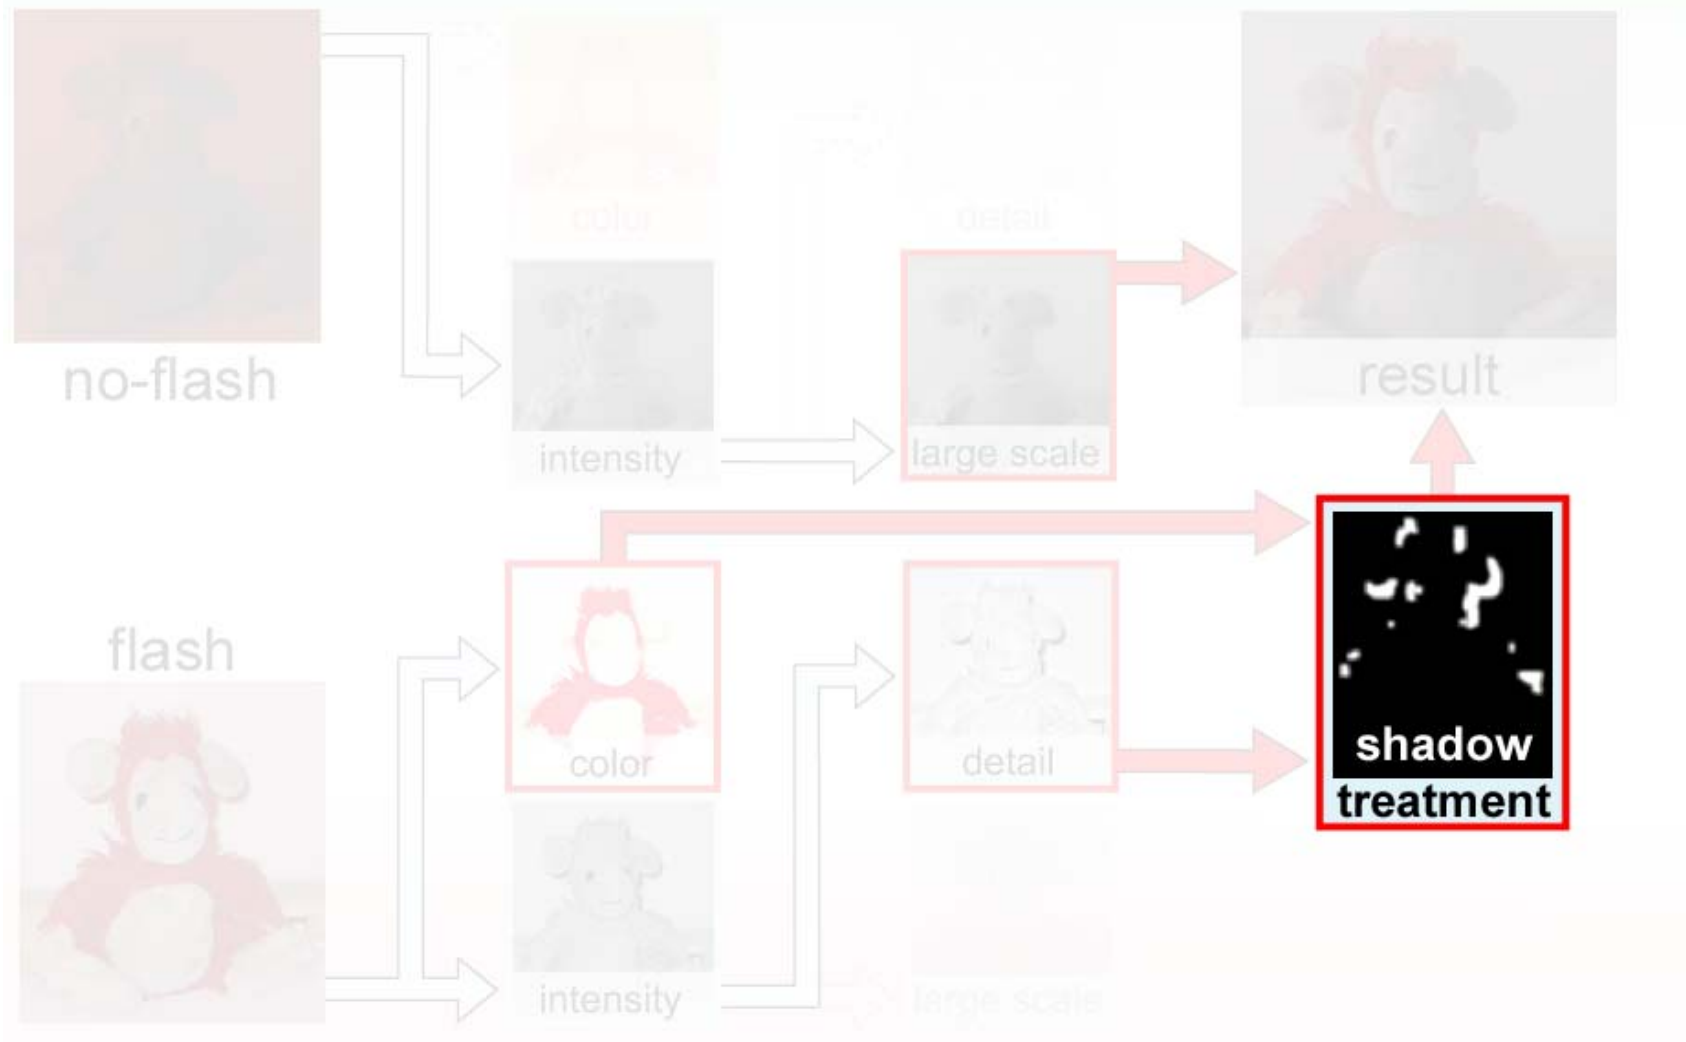 color
detail
no-flash
intensity
large scale
result
flash
color
detail
shadow
treatment
intensity
large scale